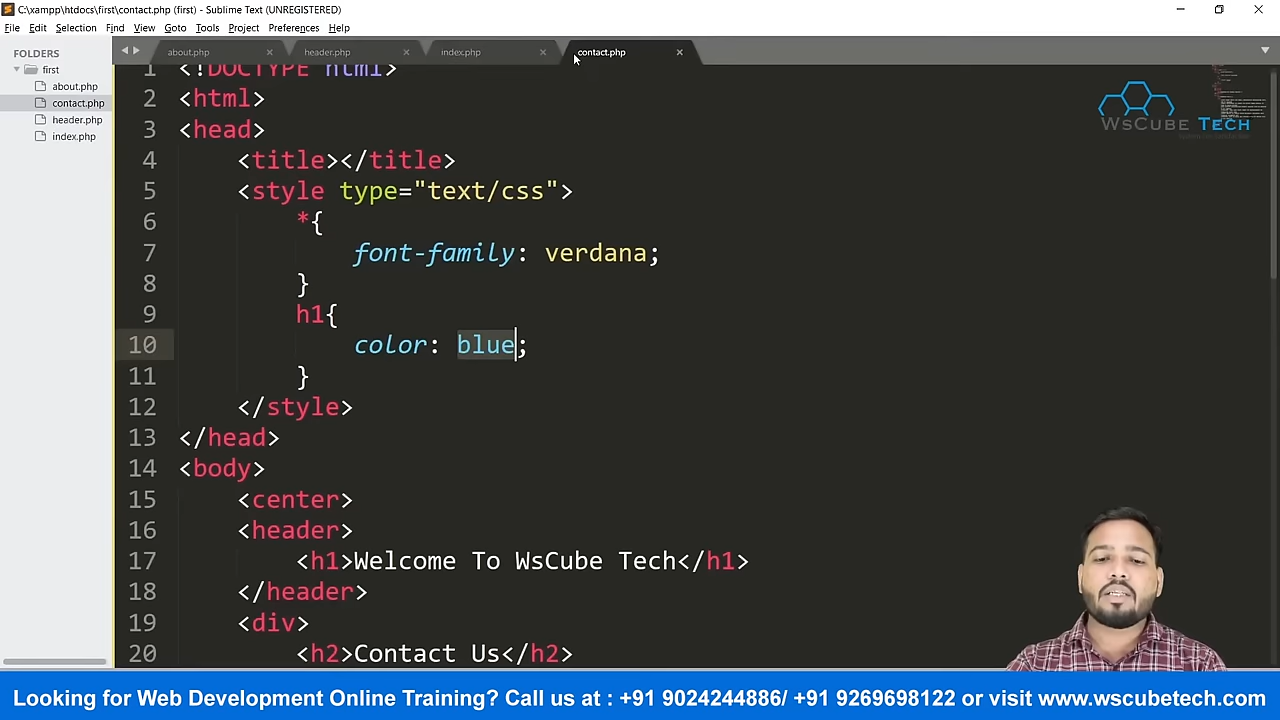 C:\xampp\htdocs\first\contact.php (first) - Sublime Text (UNREGISTERED)
File Edit Selection Find View Goto Tools Project Preferences Help
FOLDERS
first
about.php
contact.php
header.php
index.php
about.php header.php index.php contact.php
1 <!DOCTYPE html>
2 <html>
3 <head>
4 <title></title>
5 <style type="text/css">
6 *{
7 font-family: verdana;
8 }
9 h1{
10 color: blue;
11 }
12 </style>
13 </head>
14 <body>
15 <center>
16 <header>
17 <h1>Welcome To WsCube Tech</h1>
18 </header>
19 <div>
20 <h2>Contact Us</h2>
WsCube Tech
Looking for Web Development Online Training? Call us at : +91 9024244886/ +91 9269698122 or visit www.wscubetech.com